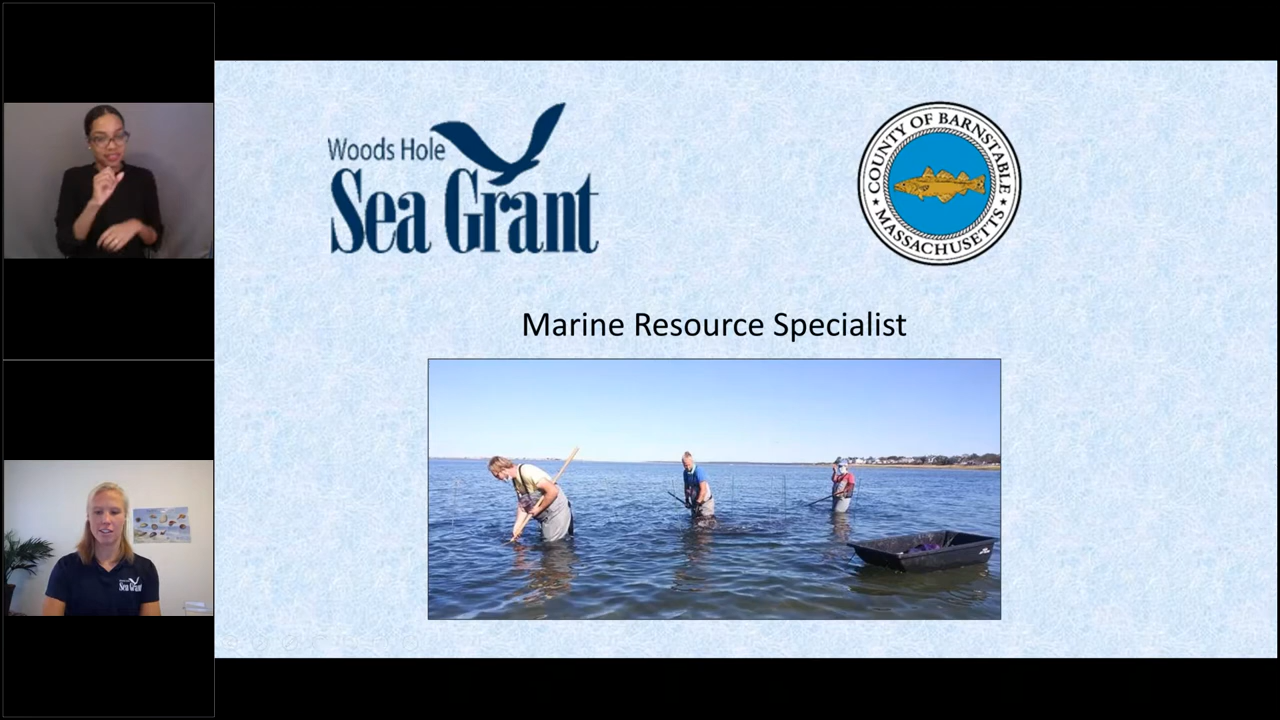 Woods Hole
Sea Grant
COUNTY OF BARNSTABLE
★ MASSACHUSETTS ★
Marine Resource Specialist
Sea Grant